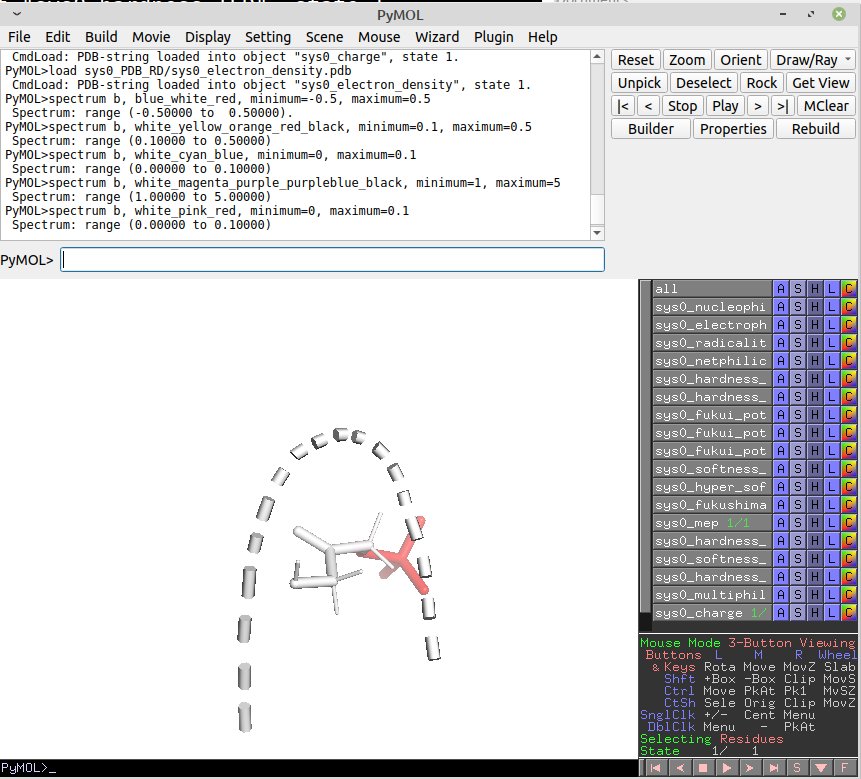 PyMOL
File Edit Build Movie Display Setting Scene Mouse Wizard Plugin Help
CmdLoad: PDB-string loaded into object "sys0_charge", state 1.
PyMOL>load sys0_PDB_RD/sys0_electron_density.pdb
CmdLoad: PDB-string loaded into object "sys0_electron_density", state 1.
PyMOL>spectrum b, blue_white_red, minimum=-0.5, maximum=0.5
Spectrum: range (-0.50000 to  0.50000).
PyMOL>spectrum b, white_yellow_orange_red_black, minimum=0.1, maximum=0.5
Spectrum: range (0.10000 to 0.50000)
PyMOL>spectrum b, white_cyan_blue, minimum=0, maximum=0.1
Spectrum: range (0.00000 to 0.10000)
PyMOL>spectrum b, white_magenta_purple_purpleblue_black, minimum=1, maximum=5
Spectrum: range (1.00000 to 5.00000)
PyMOL>spectrum b, white_pink_red, minimum=0, maximum=0.1
Spectrum: range (0.00000 to 0.10000)
PyMOL>
Reset Zoom Orient Draw/Ray
Unpick Deselect Rock Get View
|< < Stop Play > >| MClear
Builder Properties Rebuild
all A S H L C
sys0_nucleophi A S H L C
sys0_electroph A S H L C
sys0_radicalit A S H L C
sys0_netphilic A S H L C
sys0_hardness_ A S H L C
sys0_hardness_ A S H L C
sys0_fukui_pot A S H L C
sys0_fukui_pot A S H L C
sys0_fukui_pot A S H L C
sys0_softness_ A S H L C
sys0_hyper_sof A S H L C
sys0_fukushima A S H L C
sys0_mep 1/1 A S H L C
sys0_hardness_ A S H L C
sys0_softness_ A S H L C
sys0_hardness_ A S H L C
sys0_multiphil A S H L C
sys0_charge 1/ A S H L C
Mouse Mode 3-Button Viewing
Buttons L M R Wheel
& Keys Rota Move MovZ Slab
Shft +Box -Box Clip MovS
Ctrl Move PkAt Pk1 MvSZ
CtSh Sele Orig Clip MovZ
SnglClk +/- Cent Menu
DblClk Menu - PkAt
Selecting Residues
State 1/ 1
S F
PyMOL>_